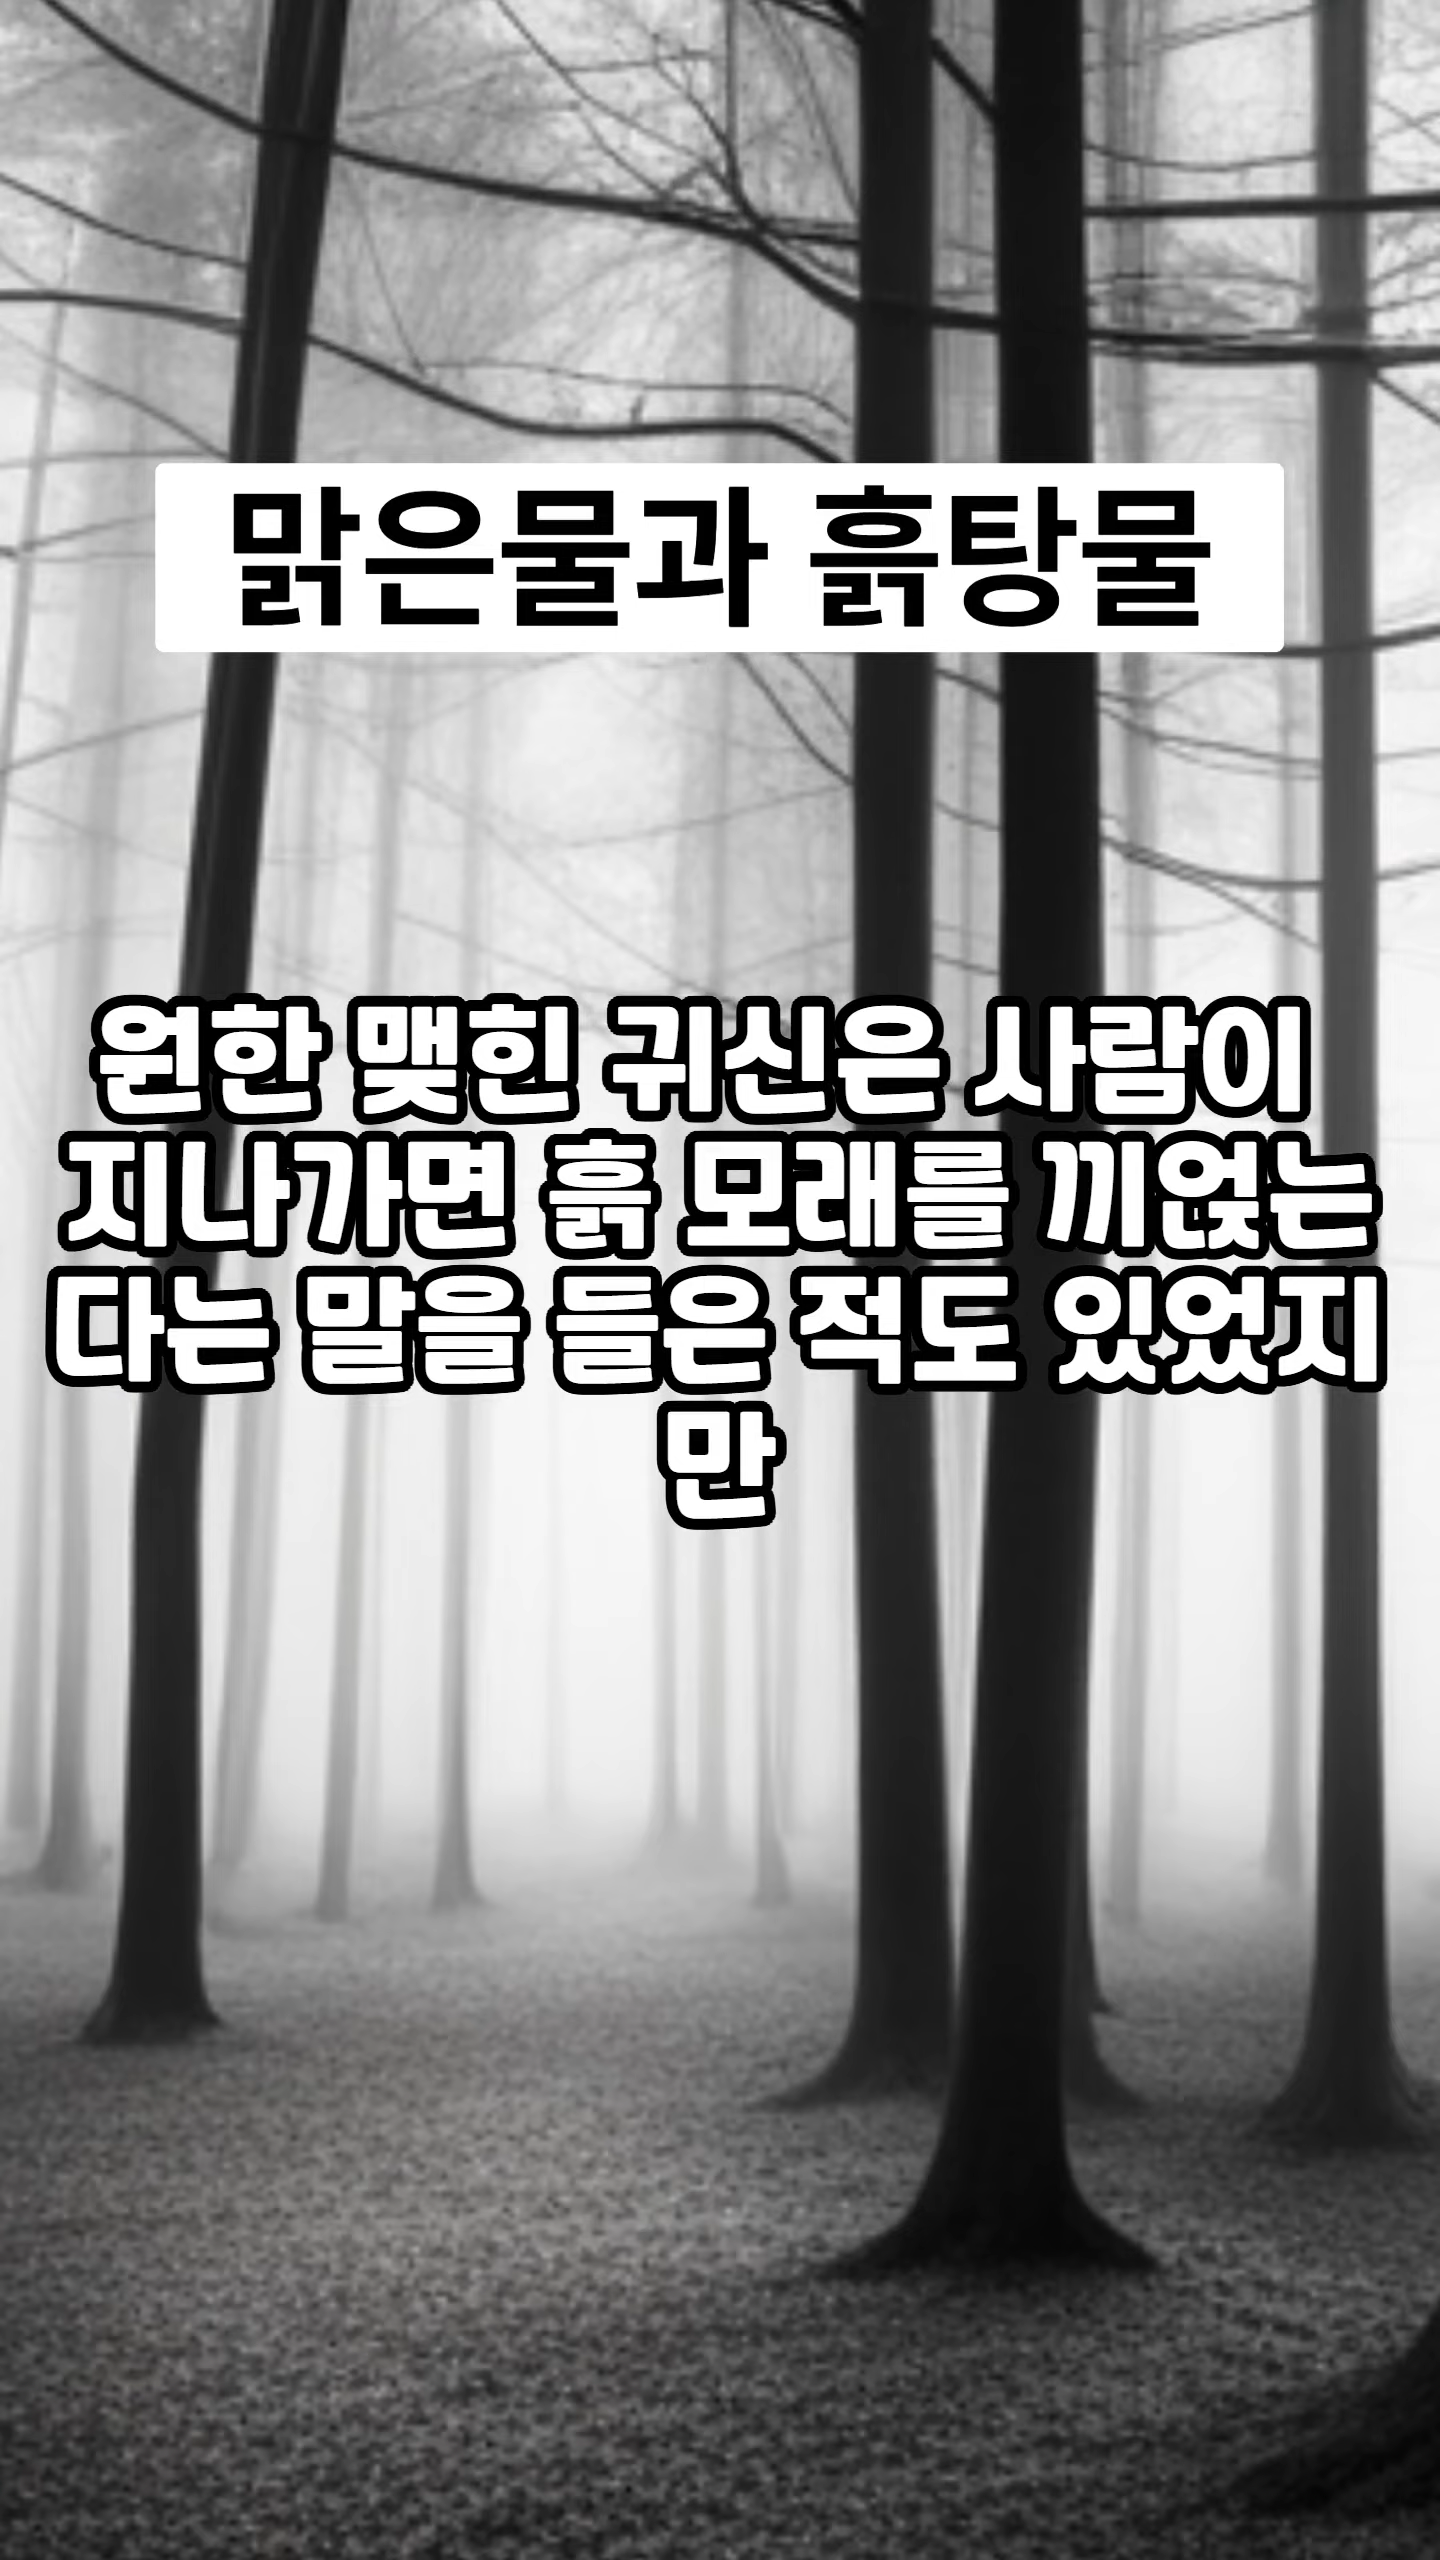 맑은물과 흙탕물
원한 맺힌 귀신은 사람이
지나가면 흙 모래를 끼얹는
다는 말을 들은 적도 있었지
만